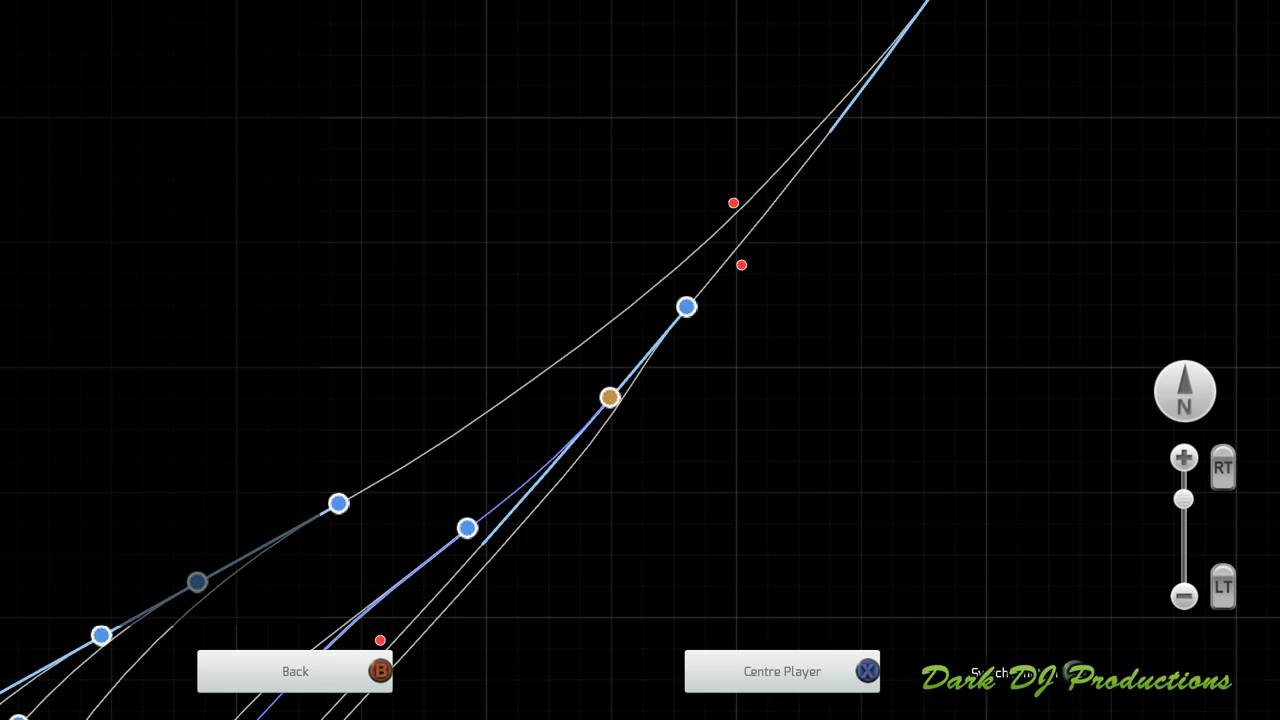 N
RT
LT
Back B
Centre Player X
Dark DJ Productions